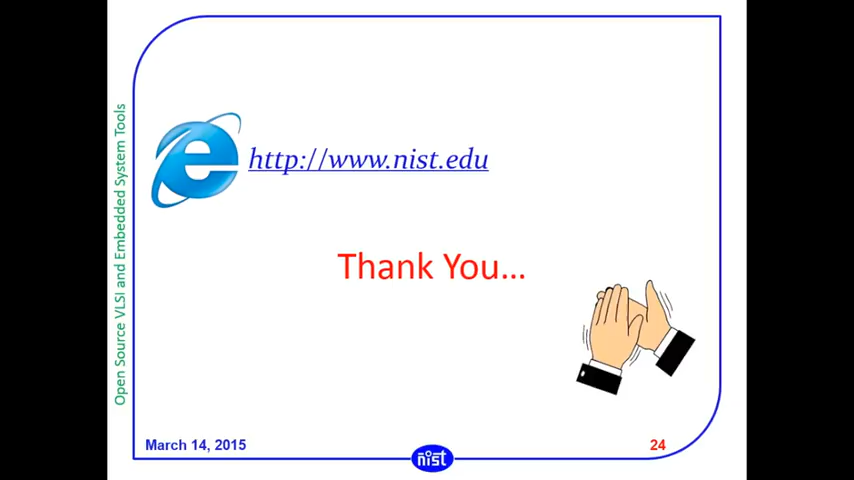 Open Source VLSI and Embedded System Tools
http://www.nist.edu
Thank You...
March 14, 2015
24
nist